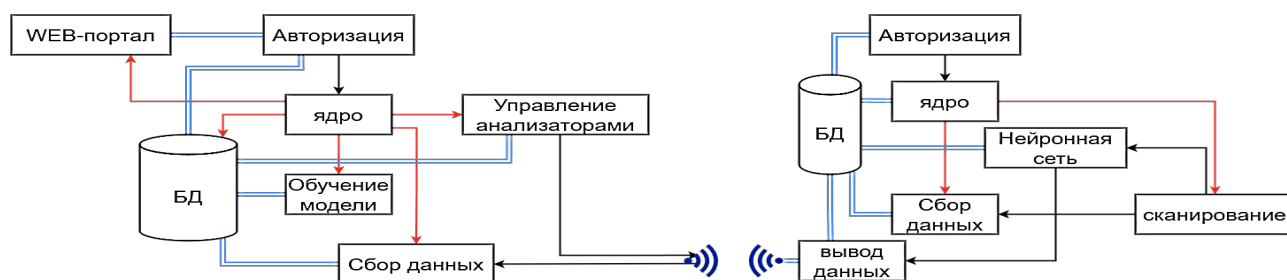 WEB-портал
Авторизация
ядро
Управление
анализаторами
БД
Обучение
модели
Сбор данных
Авторизация
ядро
БД
Нейронная
сеть
Сбор
данных
сканирование
вывод
данных